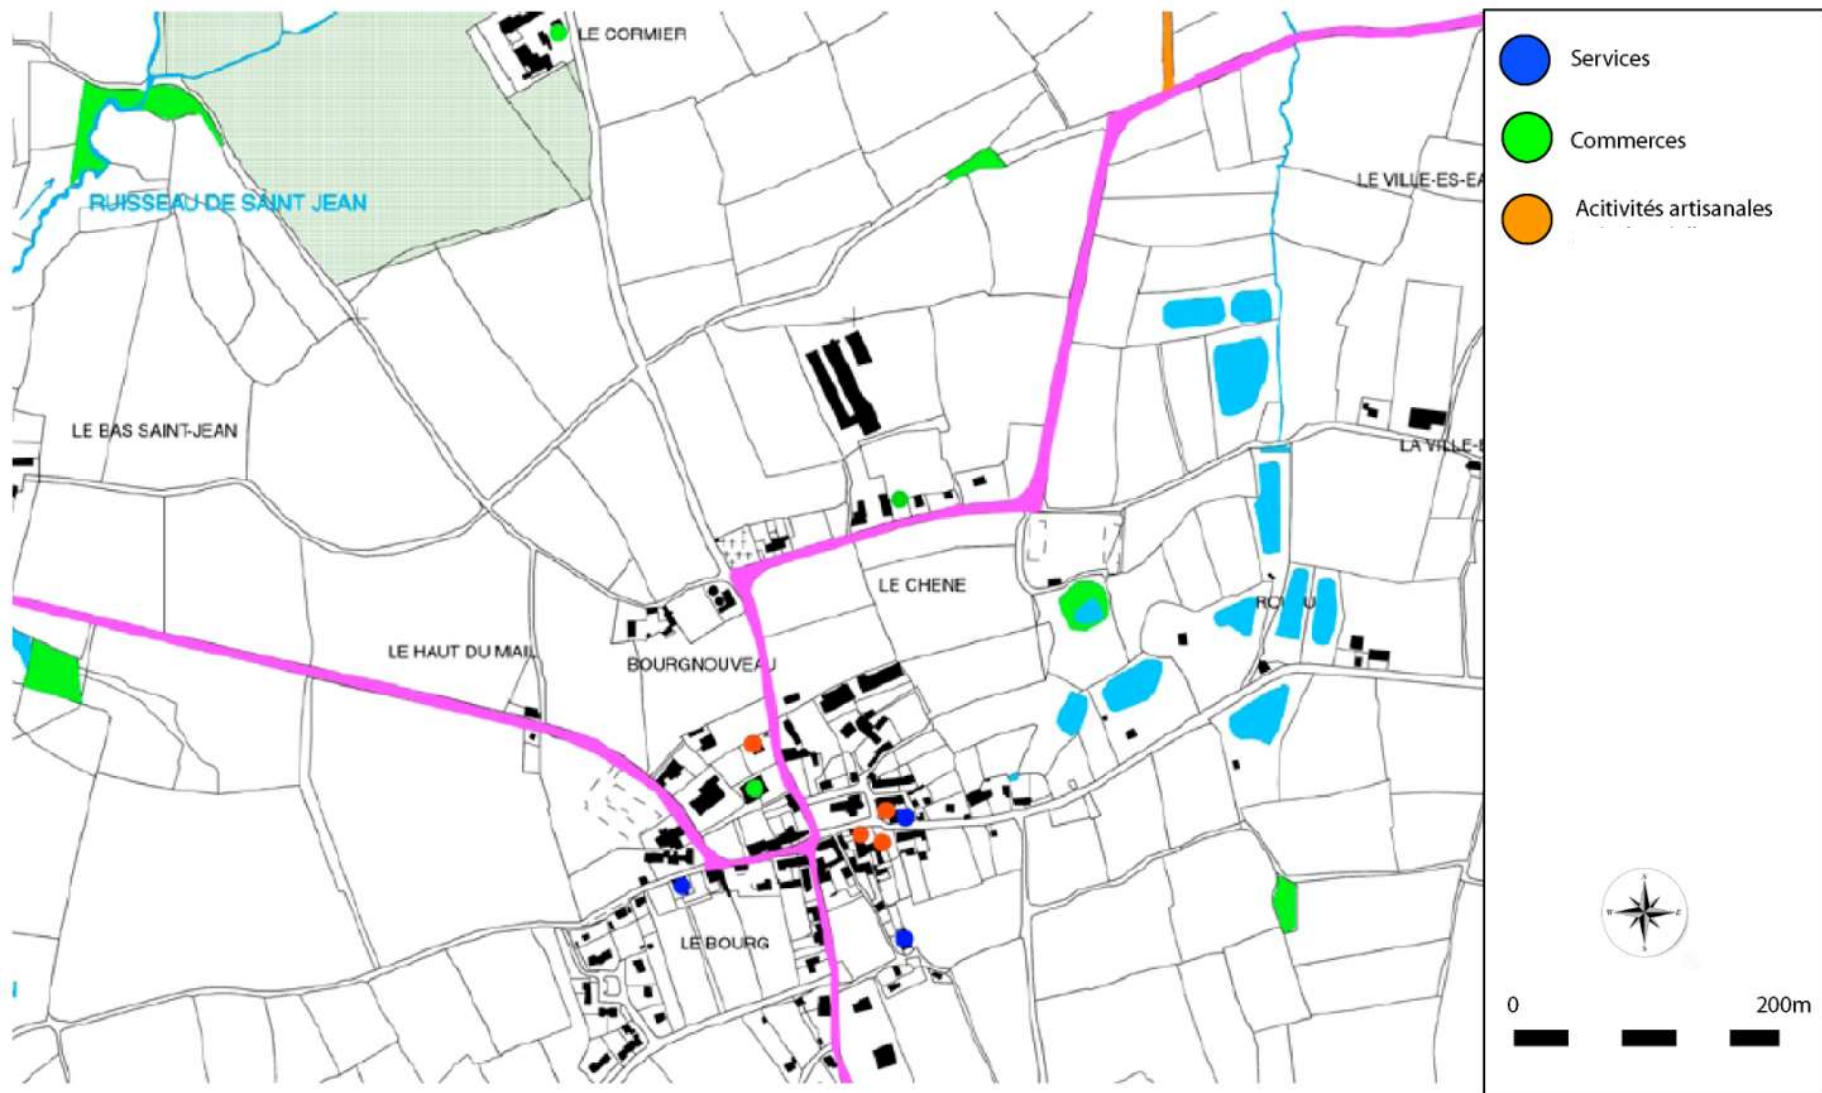 LE CORMIER
Services
Commerces
LE VILLE-ES-EA
RUISSEAU DE SAINT JEAN
Acitivités artisanales
LE BAS SAINT-JEAN
LA VILLE-E
LE CHENE
LE HAUT DU MAIL
BOURGNOUVEAU
LE BOURG
N
W
E
S
0 200m